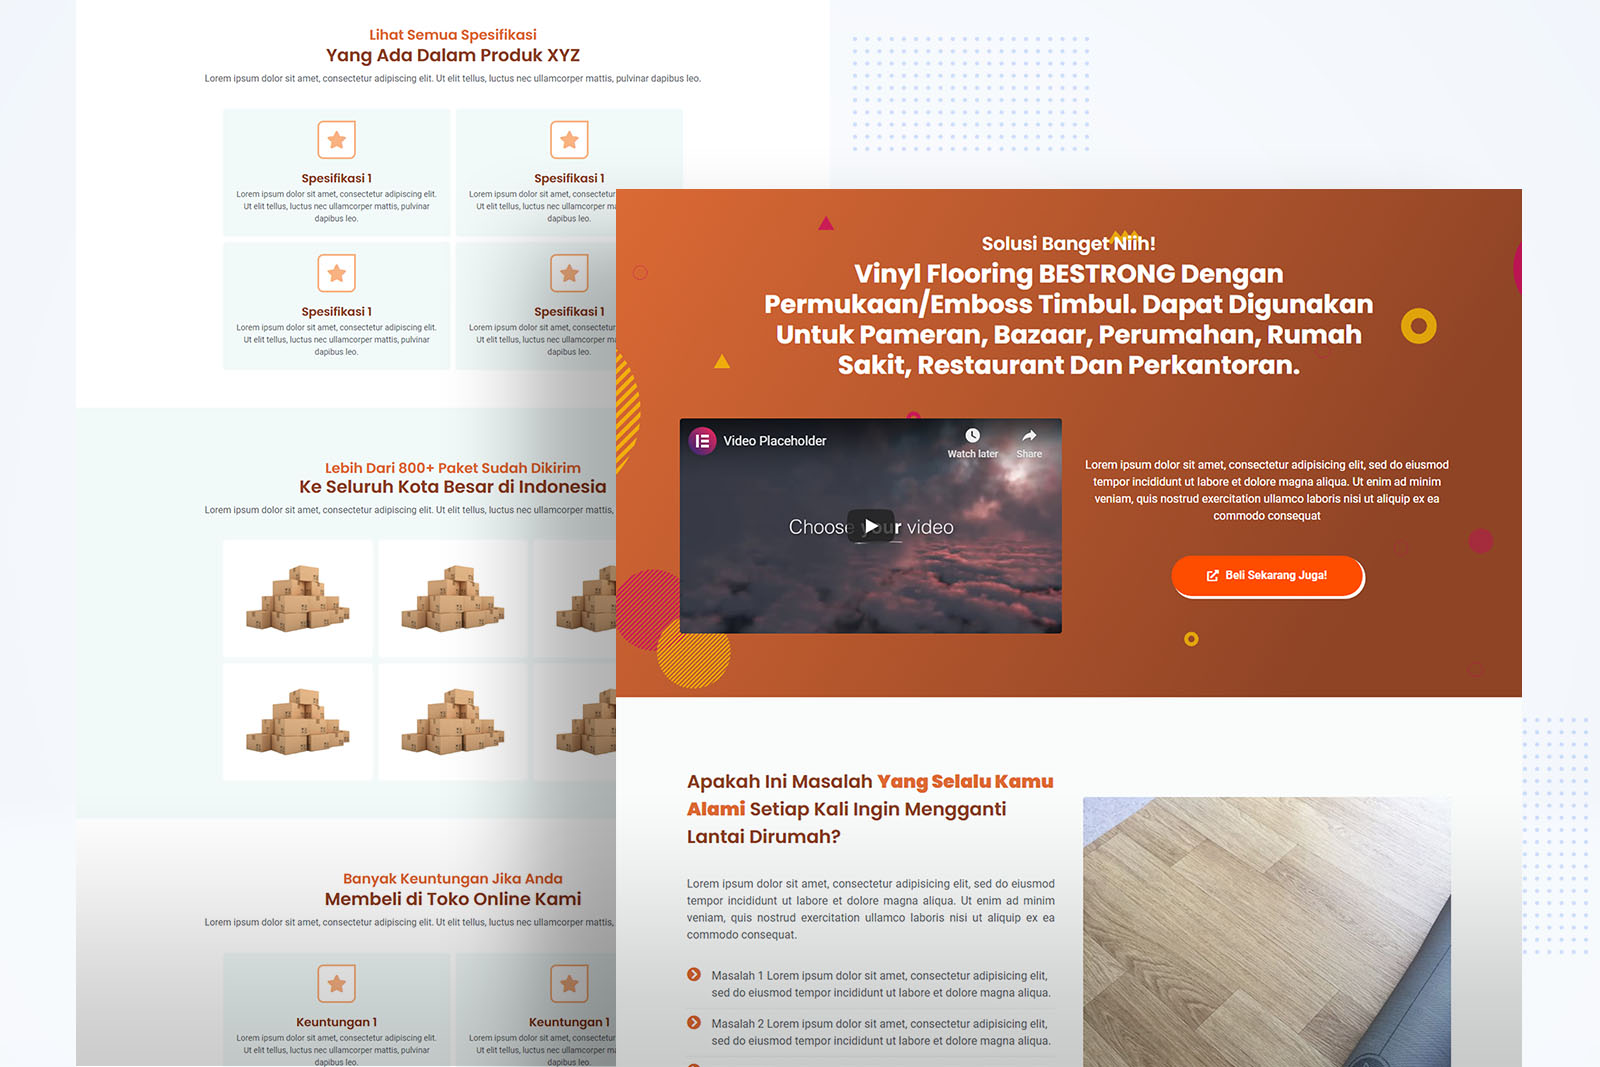 Lihat Semua Spesifikasi
Yang Ada Dalam Produk XYZ
Lorem ipsum dolor sit amet, consectetur adipiscing elit. Ut elit tellus, luctus nec ullamcorper mattis, pulvinar dapibus leo.
Spesifikasi 1
Lorem ipsum dolor sit amet, consectetur adipiscing elit.
Ut elit tellus, luctus nec ullamcorper mattis, pulvinar
dapibus leo.
Spesifikasi 1
Lorem ipsum dolor sit amet, consectetur
Ut elit tellus, luctus nec ullamcorper
dapibus leo.
Spesifikasi 1
Lorem ipsum dolor sit amet, consectetur adipiscing elit.
Ut elit tellus, luctus nec ullamcorper mattis, pulvinar
dapibus leo.
Spesifikasi 1
Lorem ipsum dolor sit amet, consectetur
Ut elit tellus, luctus nec ullamcorper
dapibus leo.
Lebih Dari 800+ Paket Sudah Dikirim
Ke Seluruh Kota Besar di Indonesia
Lorem ipsum dolor sit amet, consectetur adipiscing elit. Ut elit tellus, luctus nec ullamcorper mattis,
Banyak Keuntungan Jika Anda
Membeli di Toko Online Kami
Lorem ipsum dolor sit amet, consectetur adipiscing elit. Ut elit tellus, luctus nec ullamcorper mattis,
Keuntungan 1
Lorem ipsum dolor sit amet, consectetur adipiscing elit.
Ut elit tellus, luctus nec ullamcorper mattis, pulvinar
dapibus leo.
Keuntungan 1
Lorem ipsum dolor sit amet, consectetur
Ut elit tellus, luctus nec ullamcorper
dapibus leo.
Solusi Banget Niih!
Vinyl Flooring BESTRONG Dengan
Permukaan/Emboss Timbul. Dapat Digunakan
Untuk Pameran, Bazaar, Perumahan, Rumah
Sakit, Restaurant Dan Perkantoran.
Video Placeholder
Watch later
Share
Choose your video
Lorem ipsum dolor sit amet, consectetur adipisicing elit, sed do eiusmod
tempor incididunt ut labore et dolore magna aliqua. Ut enim ad minim
veniam, quis nostrud exercitation ullamco laboris nisi ut aliquip ex ea
commodo consequat
Beli Sekarang Juga!
Apakah Ini Masalah Yang Selalu Kamu
Alami Setiap Kali Ingin Mengganti
Lantai Dirumah?
Lorem ipsum dolor sit amet, consectetur adipisicing elit, sed do eiusmod
tempor incididunt ut labore et dolore magna aliqua. Ut enim ad minim
veniam, quis nostrud exercitation ullamco laboris nisi ut aliquip ex ea
commodo consequat.
Masalah 1 Lorem ipsum dolor sit amet, consectetur adipisicing elit,
sed do eiusmod tempor incididunt ut labore et dolore magna aliqua.
Masalah 2 Lorem ipsum dolor sit amet, consectetur adipisicing elit,
sed do eiusmod tempor incididunt ut labore et dolore magna aliqua.